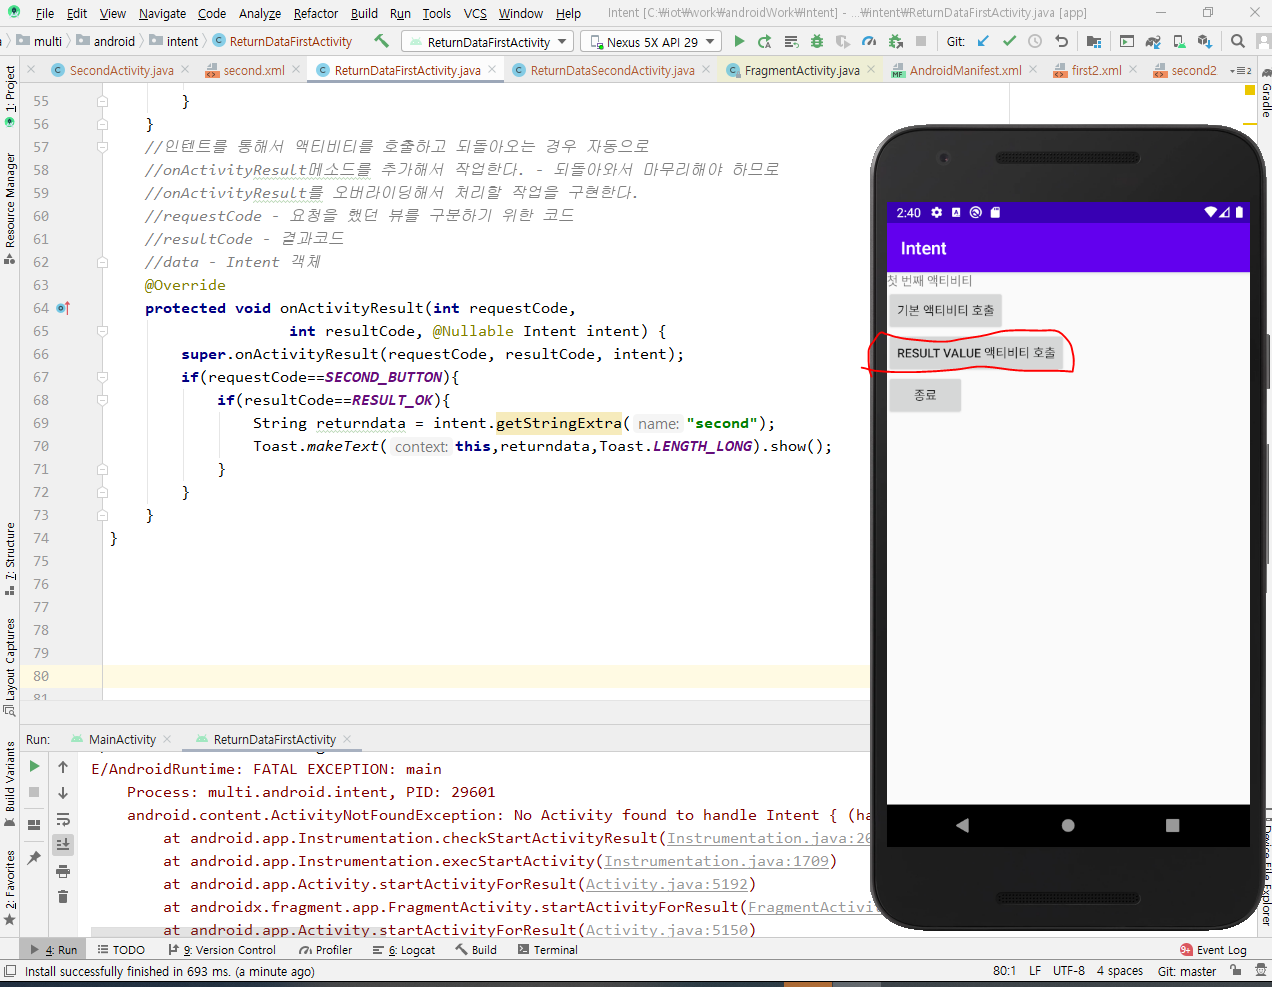 File Edit View Navigate Code Analyze Refactor Build Run Tools VCS Window Help Intent [C:₩iot₩work₩androidWork₩Intent] - ...₩intent₩ReturnDataFirstActivity.java [app]
multi android intent ReturnDataFirstActivity ReturnDataFirstActivity Nexus 5X API 29 Git:
SecondActivity.java second.xml ReturnDataFirstActivity.java ReturnDataSecondActivity.java FragmentActivity.java AndroidManifest.xml first2.xml second2
1: Project
Resource Manager
7: Structure
Layout Captures
Build Variants
2: Favorites
Gradle
Device File Explorer
55 }
56 }
57 //인텐트를 통해서 액티비티를 호출하고 되돌아오는 경우 자동으로
58 //onActivityResult메소드를 추가해서 작업한다. - 되돌아와서 마무리해야 하므로
59 //onActivityResult를 오버라이딩해서 처리할 작업을 구현한다.
60 //requestCode - 요청을 했던 뷰를 구분하기 위한 코드
61 //resultCode - 결과코드
62 //data - Intent 객체
63 @Override
64 protected void onActivityResult(int requestCode,
65 int resultCode, @Nullable Intent intent) {
66 super.onActivityResult(requestCode, resultCode, intent);
67 if(requestCode==SECOND_BUTTON){
68 if(resultCode==RESULT_OK){
69 String returndata = intent.getStringExtra( name: "second");
70 Toast.makeText( context: this,returndata,Toast.LENGTH_LONG).show();
71 }
72 }
73 }
74 }
75
76
77
78
79
80
81
2:40
Intent
첫 번째 액티비티
기본 액티비티 호출
RESULT VALUE 액티비티 호출
종료
Run: MainActivity ReturnDataFirstActivity
E/AndroidRuntime: FATAL EXCEPTION: main
Process: multi.android.intent, PID: 29601
android.content.ActivityNotFoundException: No Activity found to handle Intent { (ha
at android.app.Instrumentation.checkStartActivityResult(Instrumentation.java:20
at android.app.Instrumentation.execStartActivity(Instrumentation.java:1709)
at android.app.Activity.startActivityForResult(Activity.java:5192)
at androidx.fragment.app.FragmentActivity.startActivityForResult(FragmentActivi
at android.app.Activity.startActivityForResult(Activity.java:5150)
4: Run TODO 9: Version Control Profiler 6: Logcat Build Terminal 9+ Event Log
Install successfully finished in 693 ms. (a minute ago) 80:1 LF UTF-8 4 spaces Git: master